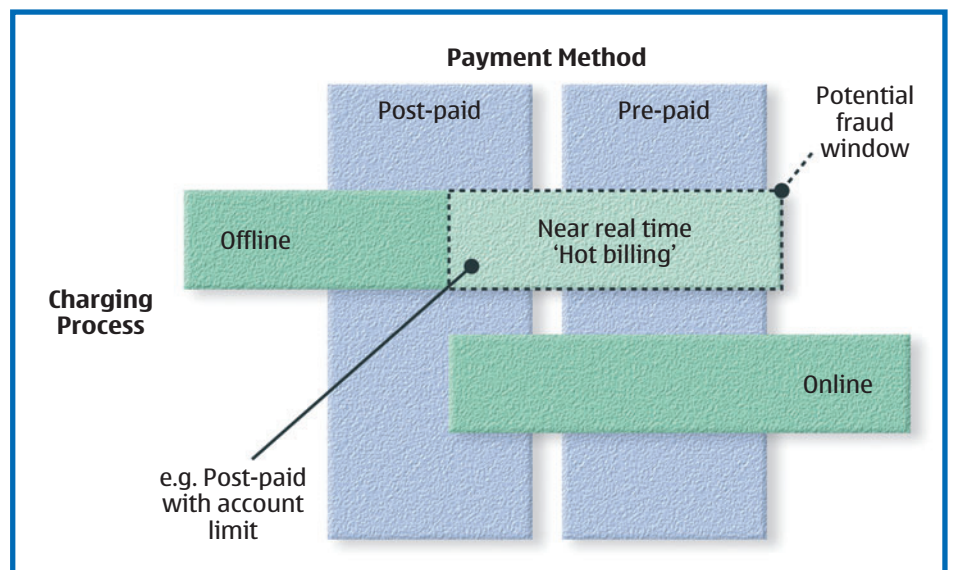 Payment Method
Post-paid
Pre-paid
Potential
fraud
window
Offline
Near real time
‘Hot billing’
Charging
Process
Online
e.g. Post-paid
with account
limit